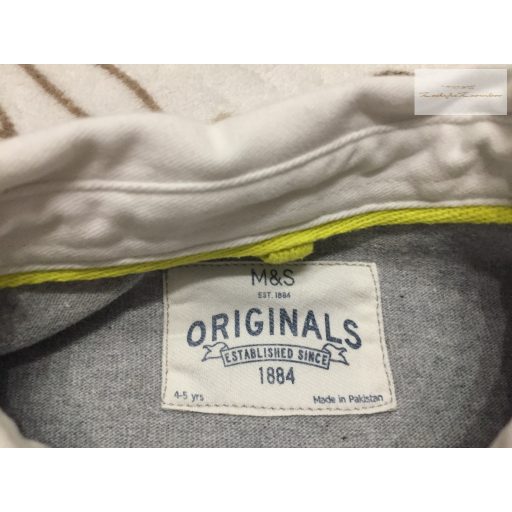 M&S
EST. 1884
ORIGINALS
ESTABLISHED SINCE
1884
4-5 yrs
Made in Pakistan